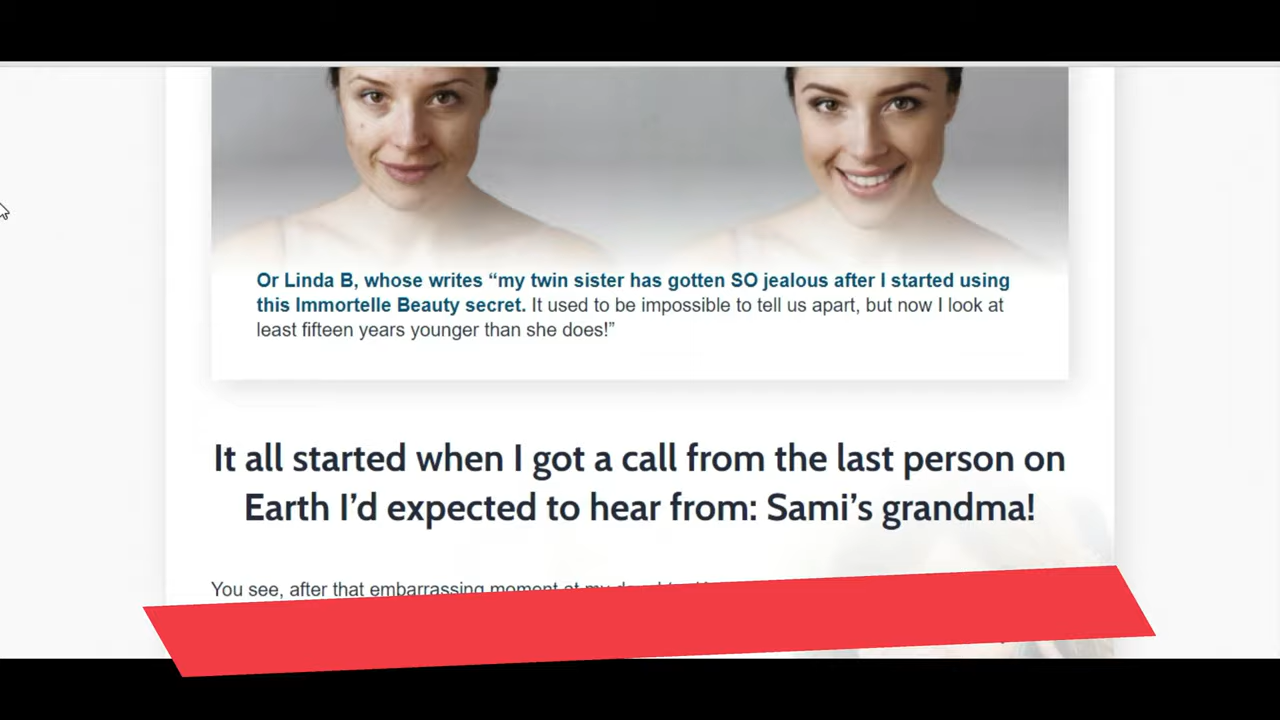 Or Linda B, whose writes “my twin sister has gotten SO jealous after I started using
this Immortelle Beauty secret. It used to be impossible to tell us apart, but now I look at
least fifteen years younger than she does!”
It all started when I got a call from the last person on
Earth I’d expected to hear from: Sami’s grandma!
You see, after that embarrassing moment at my